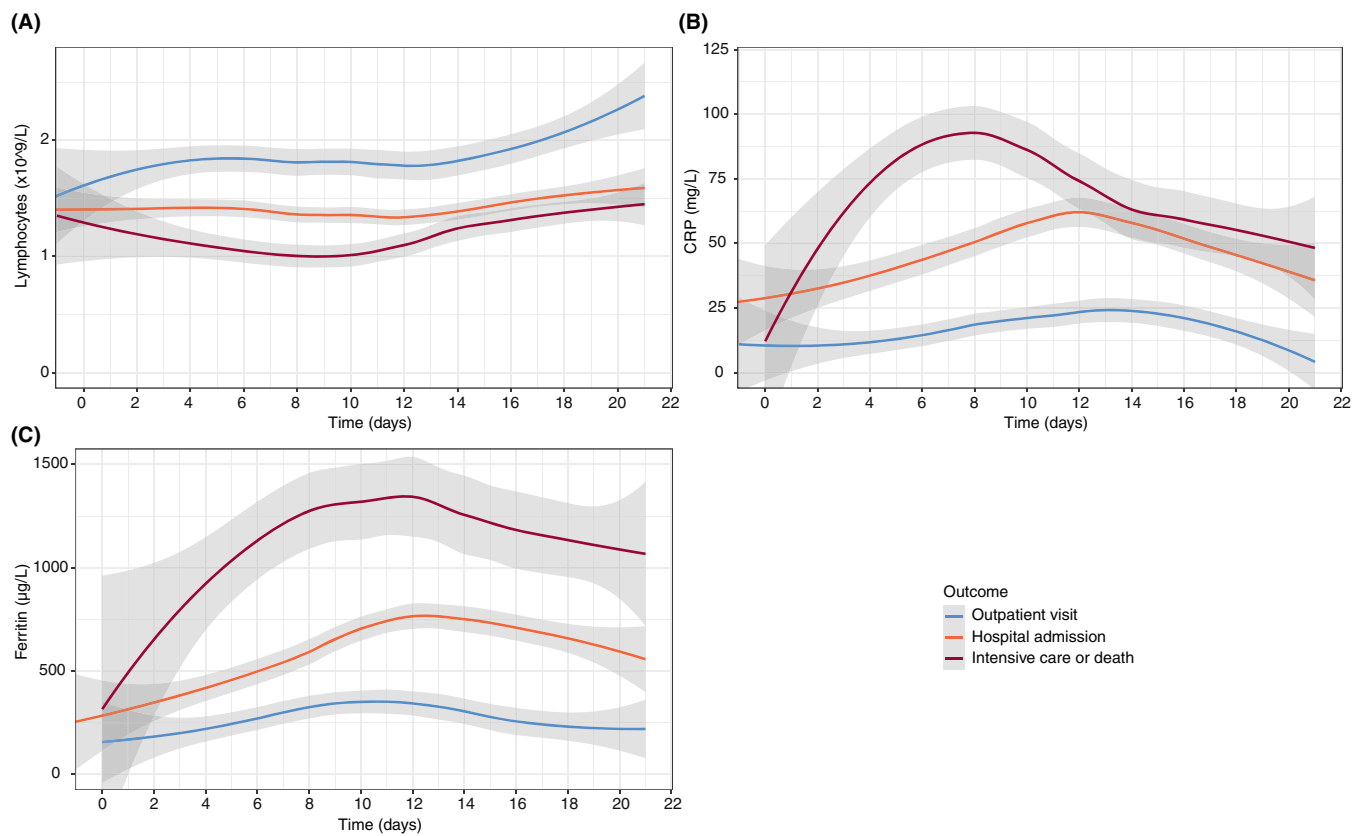 (A)
Lymphocytes (x10^9/L)
2
1
0
0 2 4 6 8 10 12 14 16 18 20 22
Time (days)
(B)
CRP (mg/L)
125
100
75
50
25
0
0 2 4 6 8 10 12 14 16 18 20 22
Time (days)
(C)
Ferritin (µg/L)
1500
1000
500
0
0 2 4 6 8 10 12 14 16 18 20 22
Time (days)
Outcome
Outpatient visit
Hospital admission
Intensive care or death